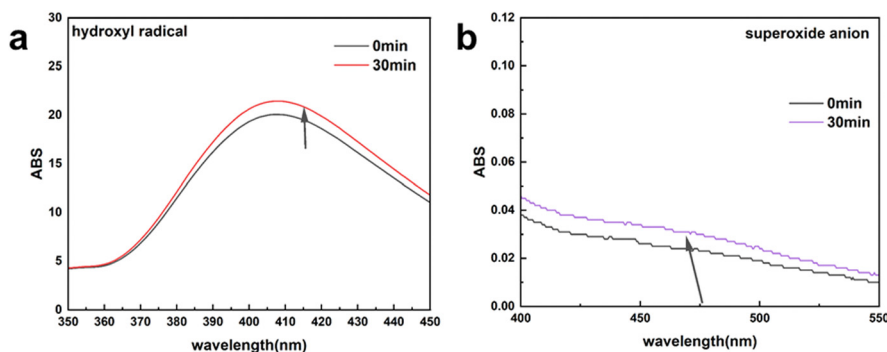 a
hydroxyl radical
0min
30min
30
25
20
15
10
5
0
ABS
350 360 370 380 390 400 410 420 430 440 450
wavelength(nm)
b
superoxide anion
0min
30min
0.12
0.10
0.08
0.06
0.04
0.02
0.00
ABS
400 450 500 550
wavelength(nm)